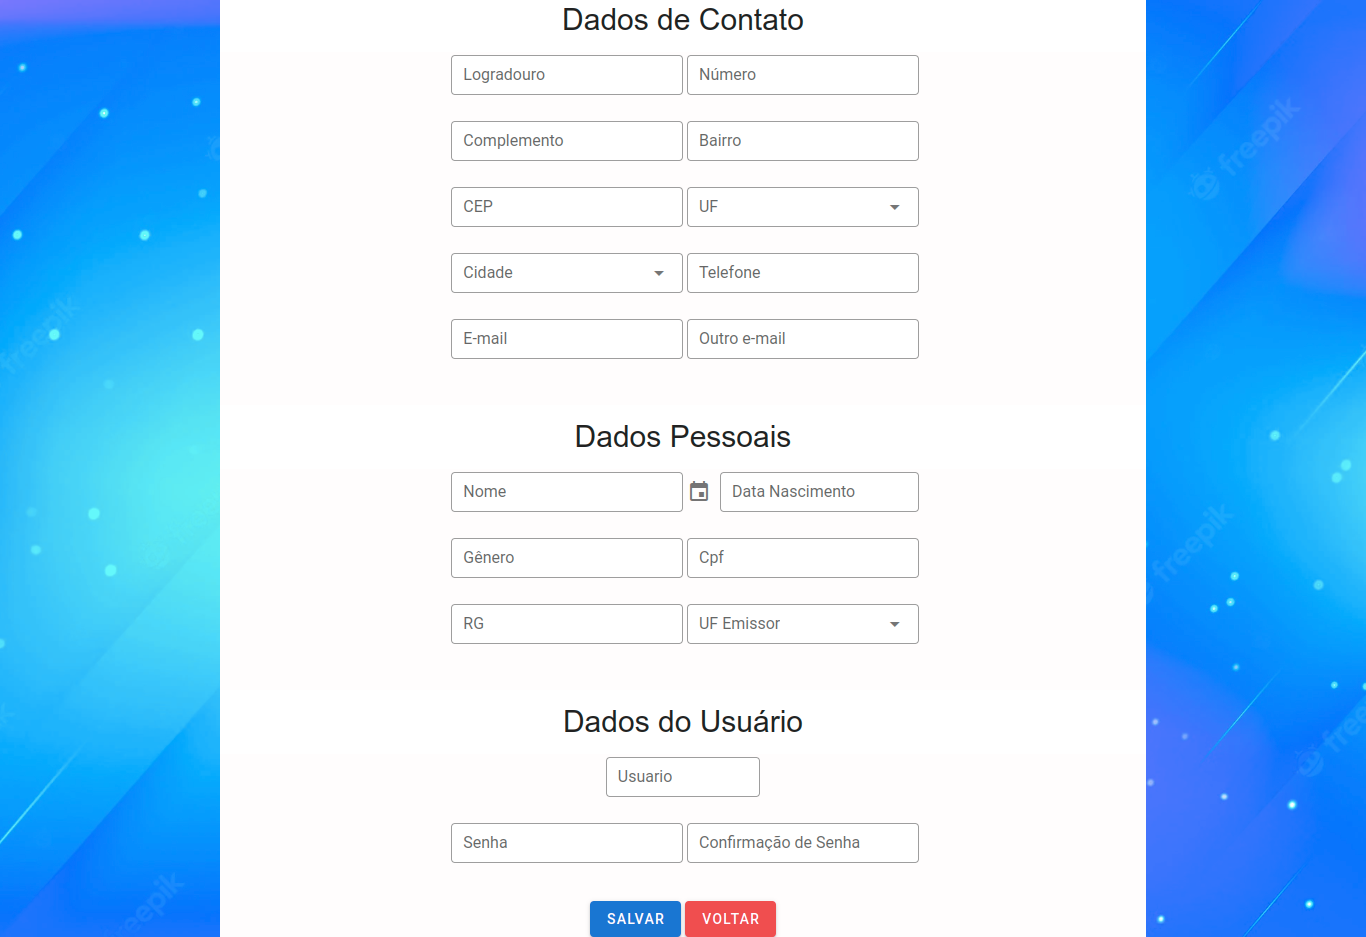 Dados de Contato
Logradouro Número
Complemento Bairro
CEP UF
Cidade Telefone
E-mail Outro e-mail
Dados Pessoais
Nome Data Nascimento
Gênero Cpf
RG UF Emissor
Dados do Usuário
Usuario
Senha Confirmação de Senha
SALVAR VOLTAR
freepik
freepik
freepik
freepik
freepik